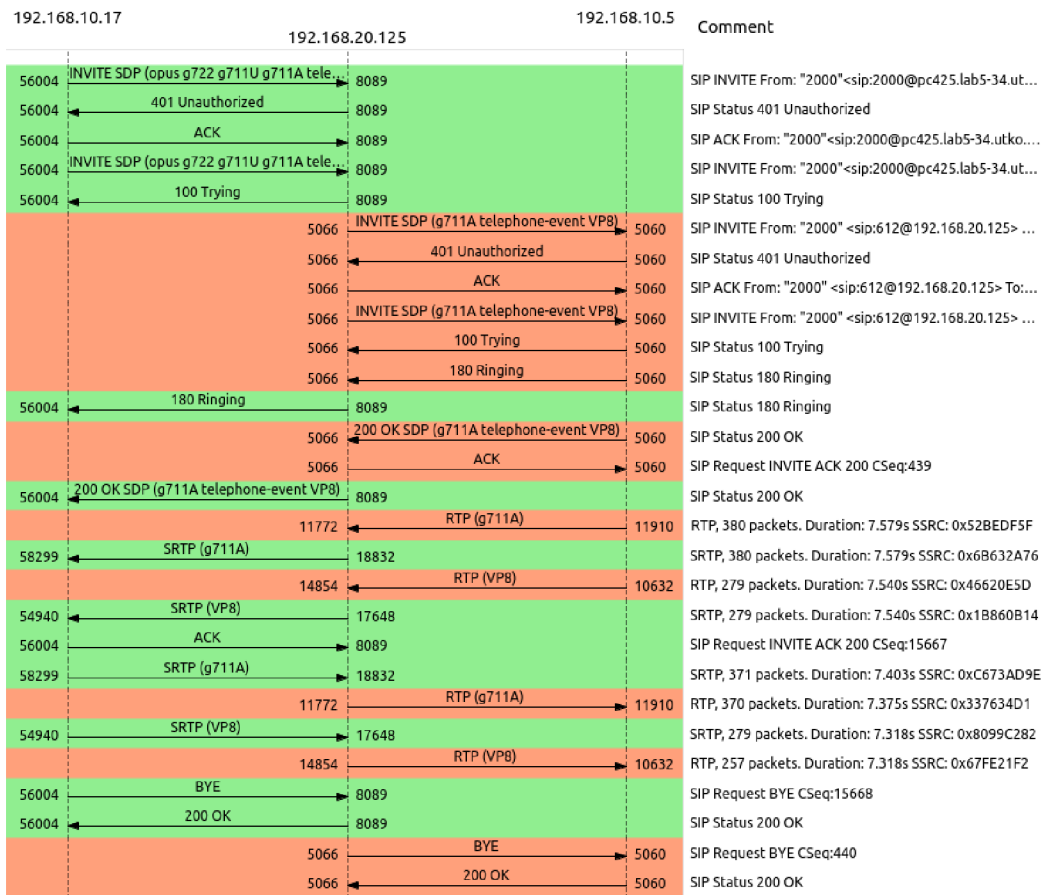 192.168.10.17 192.168.20.125 192.168.10.5 Comment
56004 INVITE SDP (opus g722 g711U g711A tele... 8089 SIP INVITE From: "2000"<sip:2000@pc425.lab5-34.ut...
56004 401 Unauthorized 8089 SIP Status 401 Unauthorized
56004 ACK 8089 SIP ACK From: "2000"<sip:2000@pc425.lab5-34.utko....
56004 INVITE SDP (opus g722 g711U g711A tele... 8089 SIP INVITE From: "2000"<sip:2000@pc425.lab5-34.ut...
56004 100 Trying 8089 SIP Status 100 Trying
5066 INVITE SDP (g711A telephone-event VP8) 5060 SIP INVITE From: "2000" <sip:612@192.168.20.125> ...
5066 401 Unauthorized 5060 SIP Status 401 Unauthorized
5066 ACK 5060 SIP ACK From: "2000" <sip:612@192.168.20.125> To:...
5066 INVITE SDP (g711A telephone-event VP8) 5060 SIP INVITE From: "2000" <sip:612@192.168.20.125> ...
5066 100 Trying 5060 SIP Status 100 Trying
5066 180 Ringing 5060 SIP Status 180 Ringing
56004 180 Ringing 8089 SIP Status 180 Ringing
5066 200 OK SDP (g711A telephone-event VP8) 5060 SIP Status 200 OK
5066 ACK 5060 SIP Request INVITE ACK 200 CSeq:439
56004 200 OK SDP (g711A telephone-event VP8) 8089 SIP Status 200 OK
11772 RTP (g711A) 11910 RTP, 380 packets. Duration: 7.579s SSRC: 0x52BEDF5F
58299 SRTP (g711A) 18832 SRTP, 380 packets. Duration: 7.579s SSRC: 0x6B632A76
14854 RTP (VP8) 10632 RTP, 279 packets. Duration: 7.540s SSRC: 0x46620E5D
54940 SRTP (VP8) 17648 SRTP, 279 packets. Duration: 7.540s SSRC: 0x1B860B14
56004 ACK 8089 SIP Request INVITE ACK 200 CSeq:15667
58299 SRTP (g711A) 18832 SRTP, 371 packets. Duration: 7.403s SSRC: 0xC673AD9E
11772 RTP (g711A) 11910 RTP, 370 packets. Duration: 7.375s SSRC: 0x337634D1
54940 SRTP (VP8) 17648 SRTP, 279 packets. Duration: 7.318s SSRC: 0x8099C282
14854 RTP (VP8) 10632 RTP, 257 packets. Duration: 7.318s SSRC: 0x67FE21F2
56004 BYE 8089 SIP Request BYE CSeq:15668
56004 200 OK 8089 SIP Status 200 OK
5066 BYE 5060 SIP Request BYE CSeq:440
5066 200 OK 5060 SIP Status 200 OK